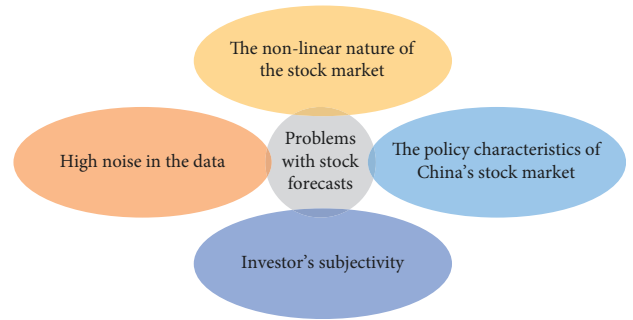 The non-linear nature of
the stock market
High noise in the data
Problems
with stock
forecasts
The policy characteristics of
China's stock market
Investor's subjectivity